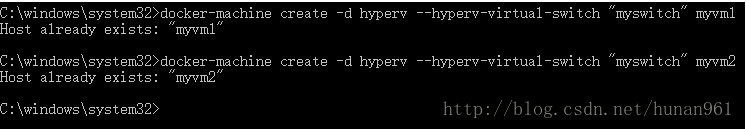 C:\windows\system32>docker-machine create -d hyperv --hyperv-virtual-switch "myswitch" myvm1
Host already exists: "myvm1"
C:\windows\system32>docker-machine create -d hyperv --hyperv-virtual-switch "myswitch" myvm2
Host already exists: "myvm2"
C:\windows\system32>
http://blog.csdn.net/hunan961